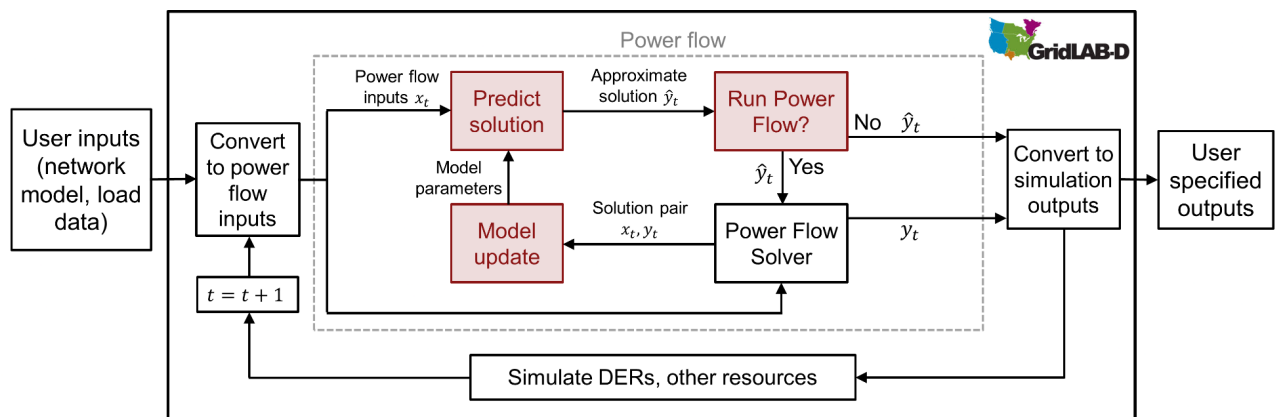 GridLAB-D
Power flow
Power flow
inputs xₜ
Approximate
solution ŷₜ
User inputs
(network
model, load
data)
Convert
to power
flow
inputs
Predict
solution
Run Power
Flow?
No ŷₜ
Convert to
simulation
outputs
User
specified
outputs
Model
parameters
ŷₜ Yes
Model
update
Solution pair
xₜ, yₜ
Power Flow
Solver
yₜ
t = t + 1
Simulate DERs, other resources